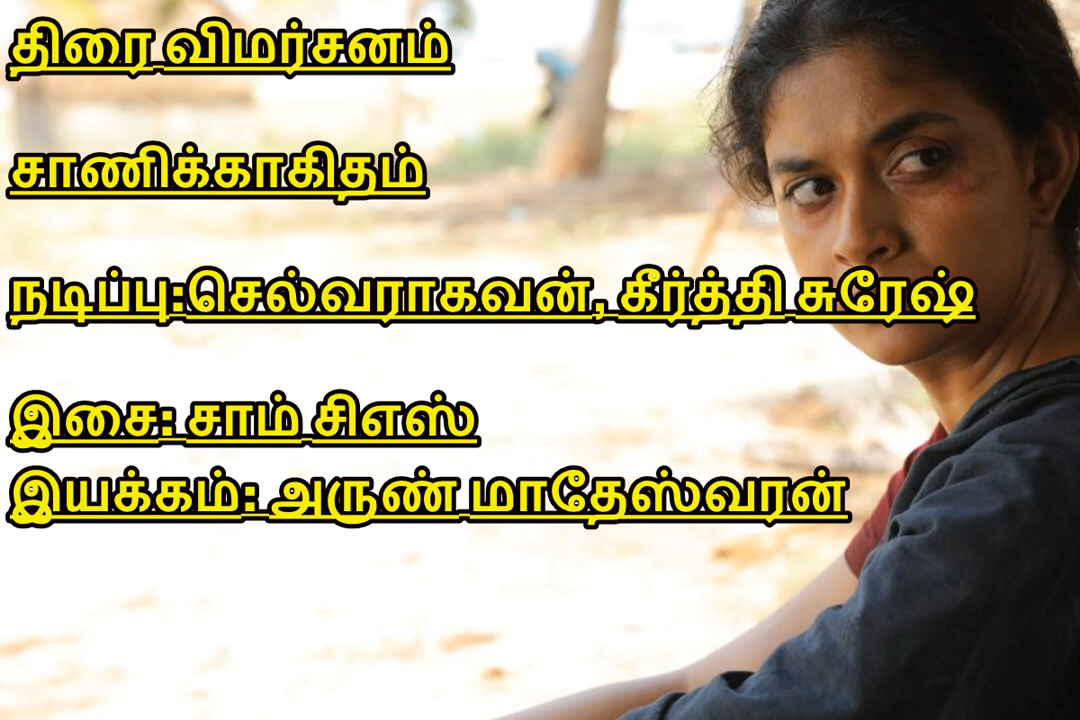 திரை விமர்சனம்
சாணிக்காகிதம்
நடிப்பு:செல்வராகவன், கீர்த்தி சுரேஷ்
இசை: சாம் சிஎஸ்
இயக்கம்: அருண் மாதேஸ்வரன்